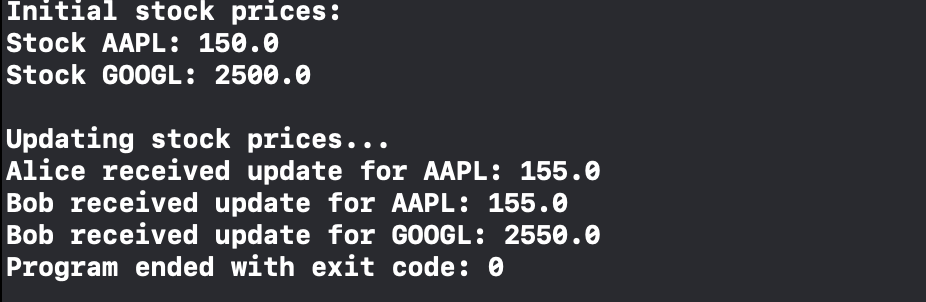 Initial stock prices:
Stock AAPL: 150.0
Stock GOOGL: 2500.0
Updating stock prices...
Alice received update for AAPL: 155.0
Bob received update for AAPL: 155.0
Bob received update for GOOGL: 2550.0
Program ended with exit code: 0